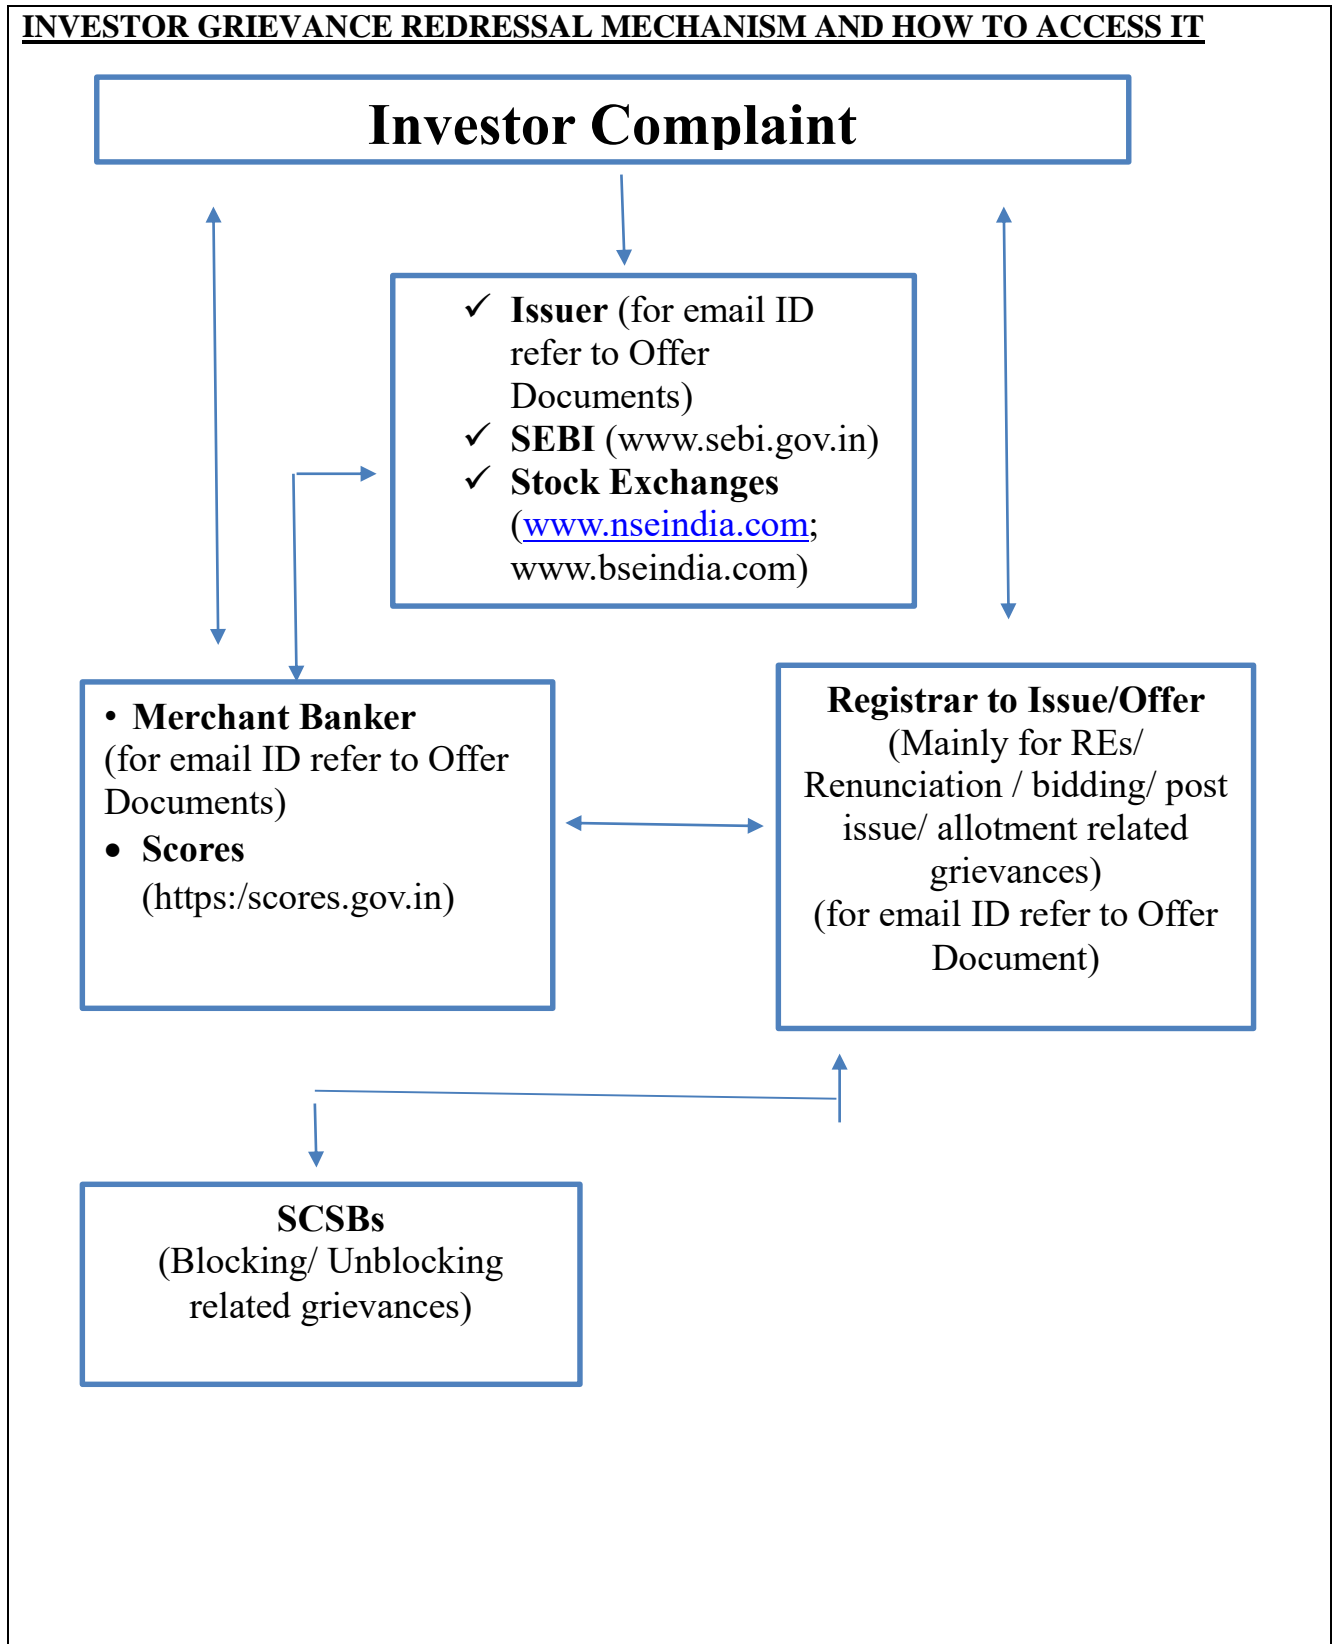 INVESTOR GRIEVANCE REDRESSAL MECHANISM AND HOW TO ACCESS IT
Investor Complaint
✓ Issuer (for email ID
refer to Offer
Documents)
✓ SEBI (www.sebi.gov.in)
✓ Stock Exchanges
(www.nseindia.com;
www.bseindia.com)
• Merchant Banker
(for email ID refer to Offer
Documents)
• Scores
(https:/scores.gov.in)
Registrar to Issue/Offer
(Mainly for REs/
Renunciation / bidding/ post
issue/ allotment related
grievances)
(for email ID refer to Offer
Document)
SCSBs
(Blocking/ Unblocking
related grievances)